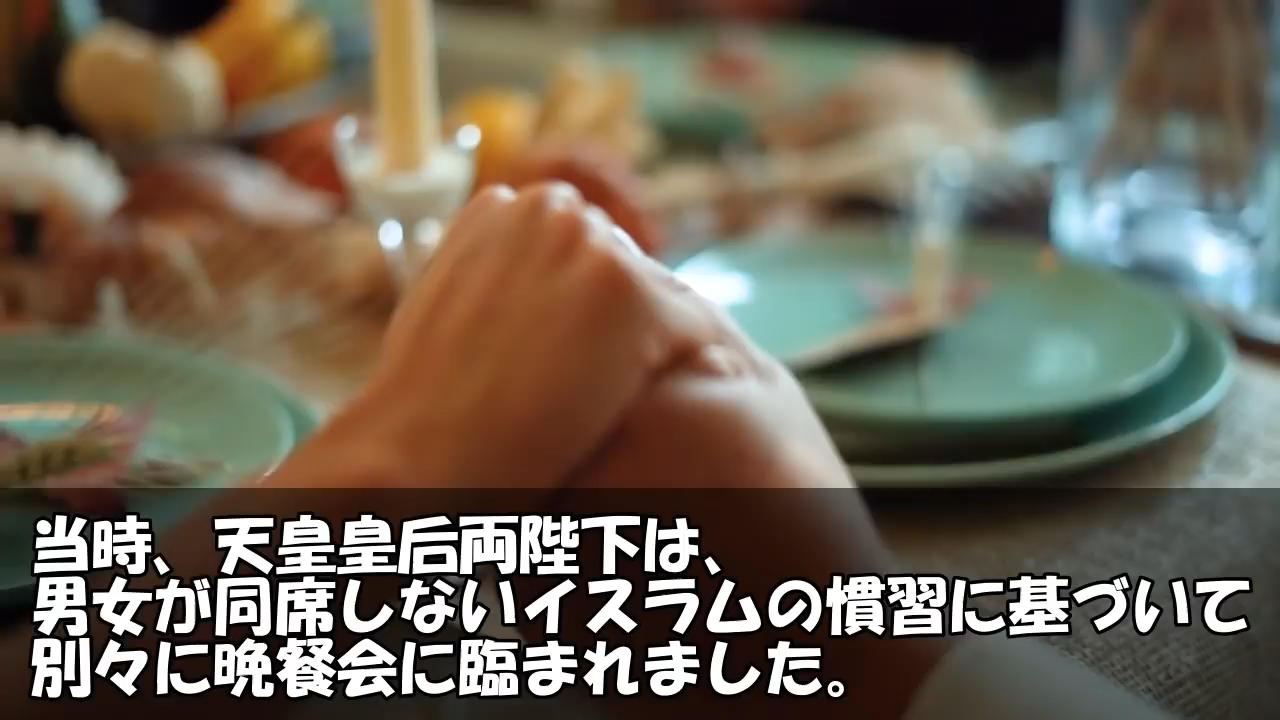 当時、天皇皇后両陛下は、
男女が同席しないイスラムの慣習に基づいて
別々に晩餐会に臨まれました。